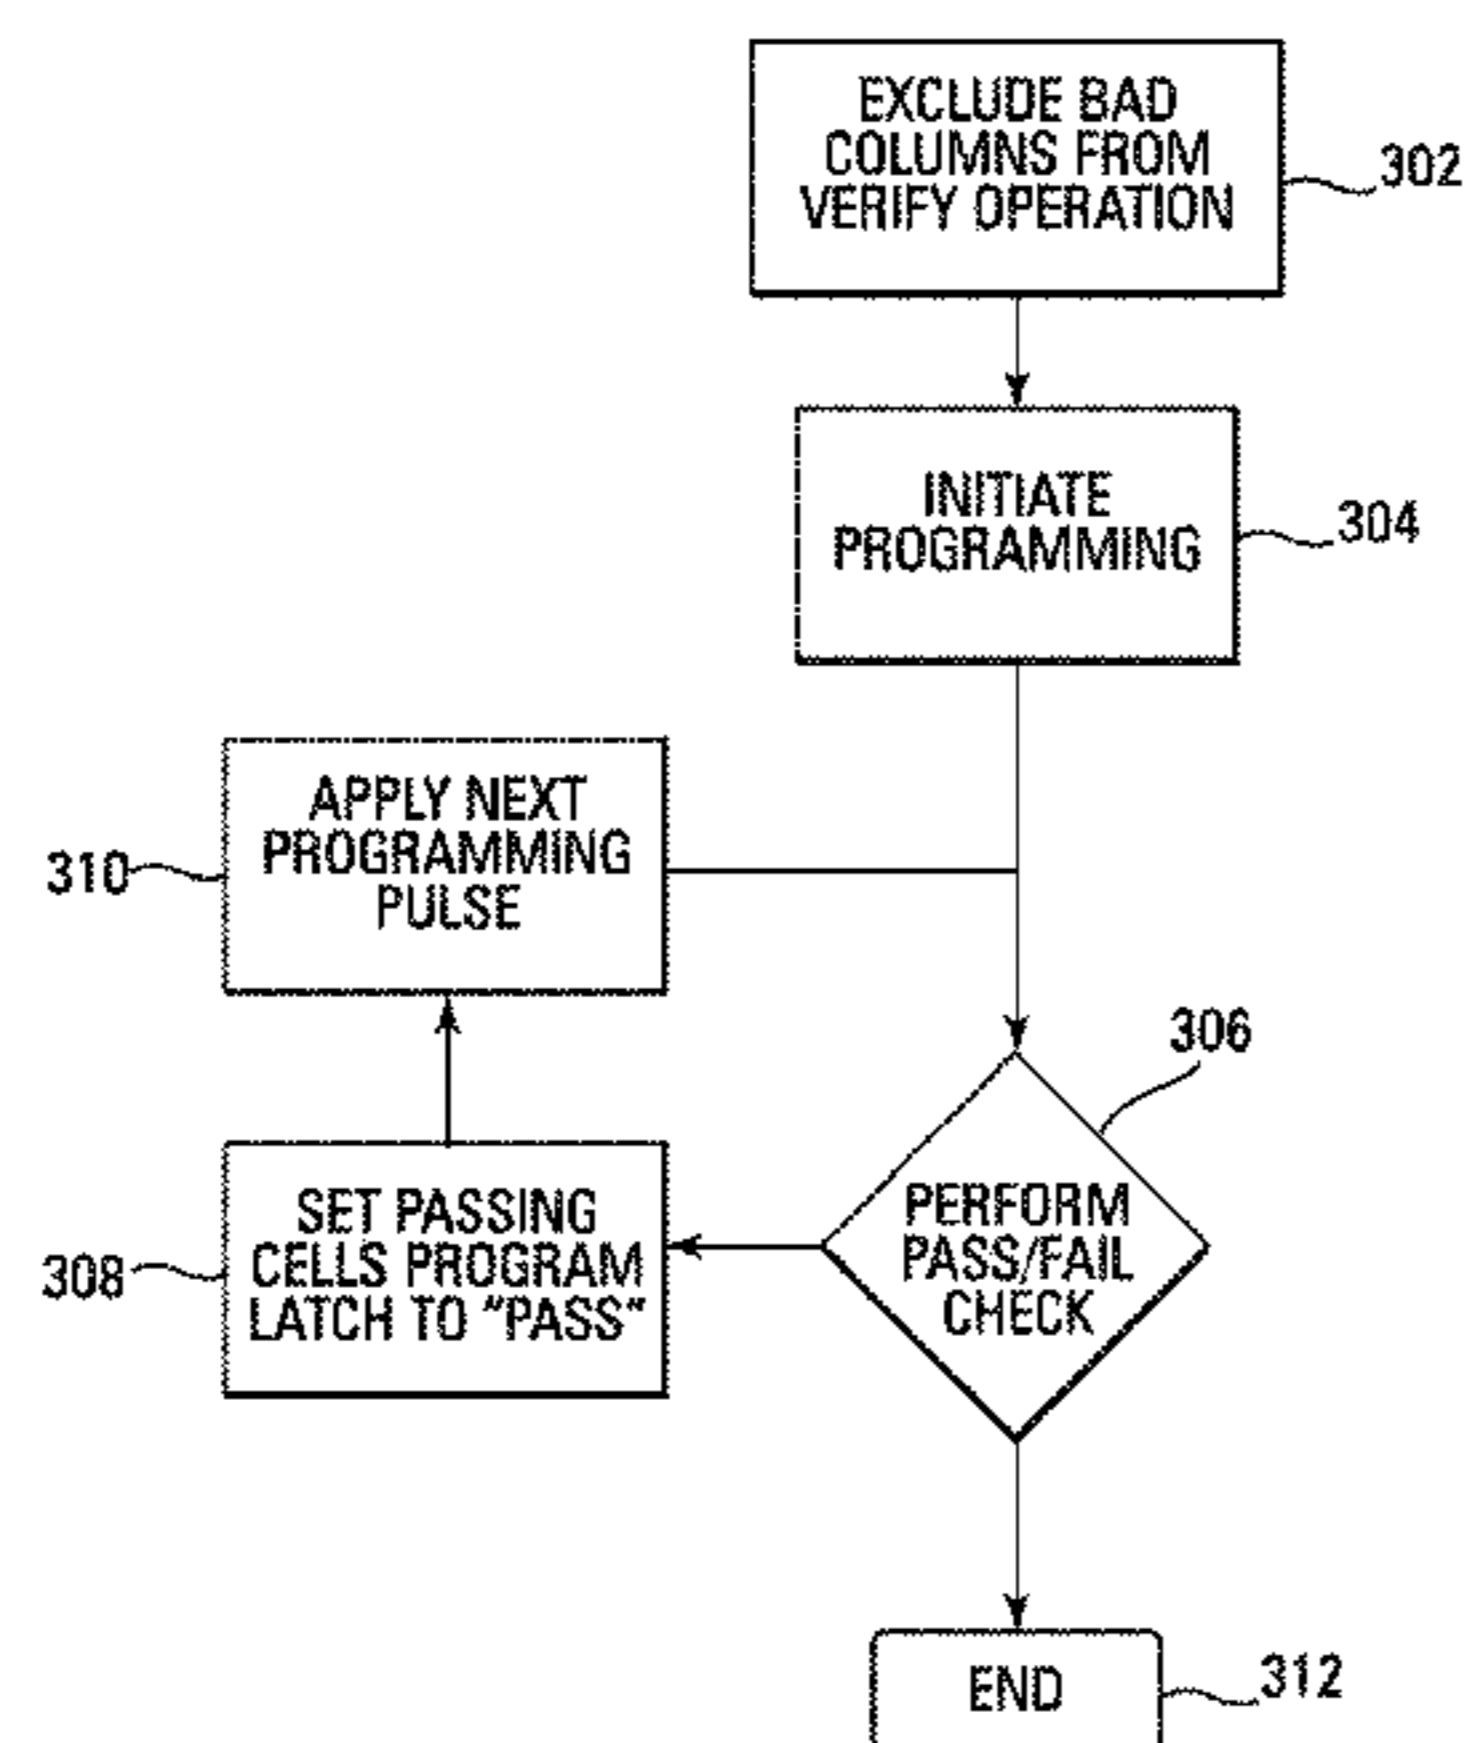 EXCLUDE BAD
COLUMNS FROM
VERIFY OPERATION
302
INITIATE
PROGRAMMING
304
APPLY NEXT
PROGRAMMING
PULSE
310
306
PERFORM
PASS/FAIL
CHECK
SET PASSING
CELLS PROGRAM
LATCH TO "PASS"
308
END
312